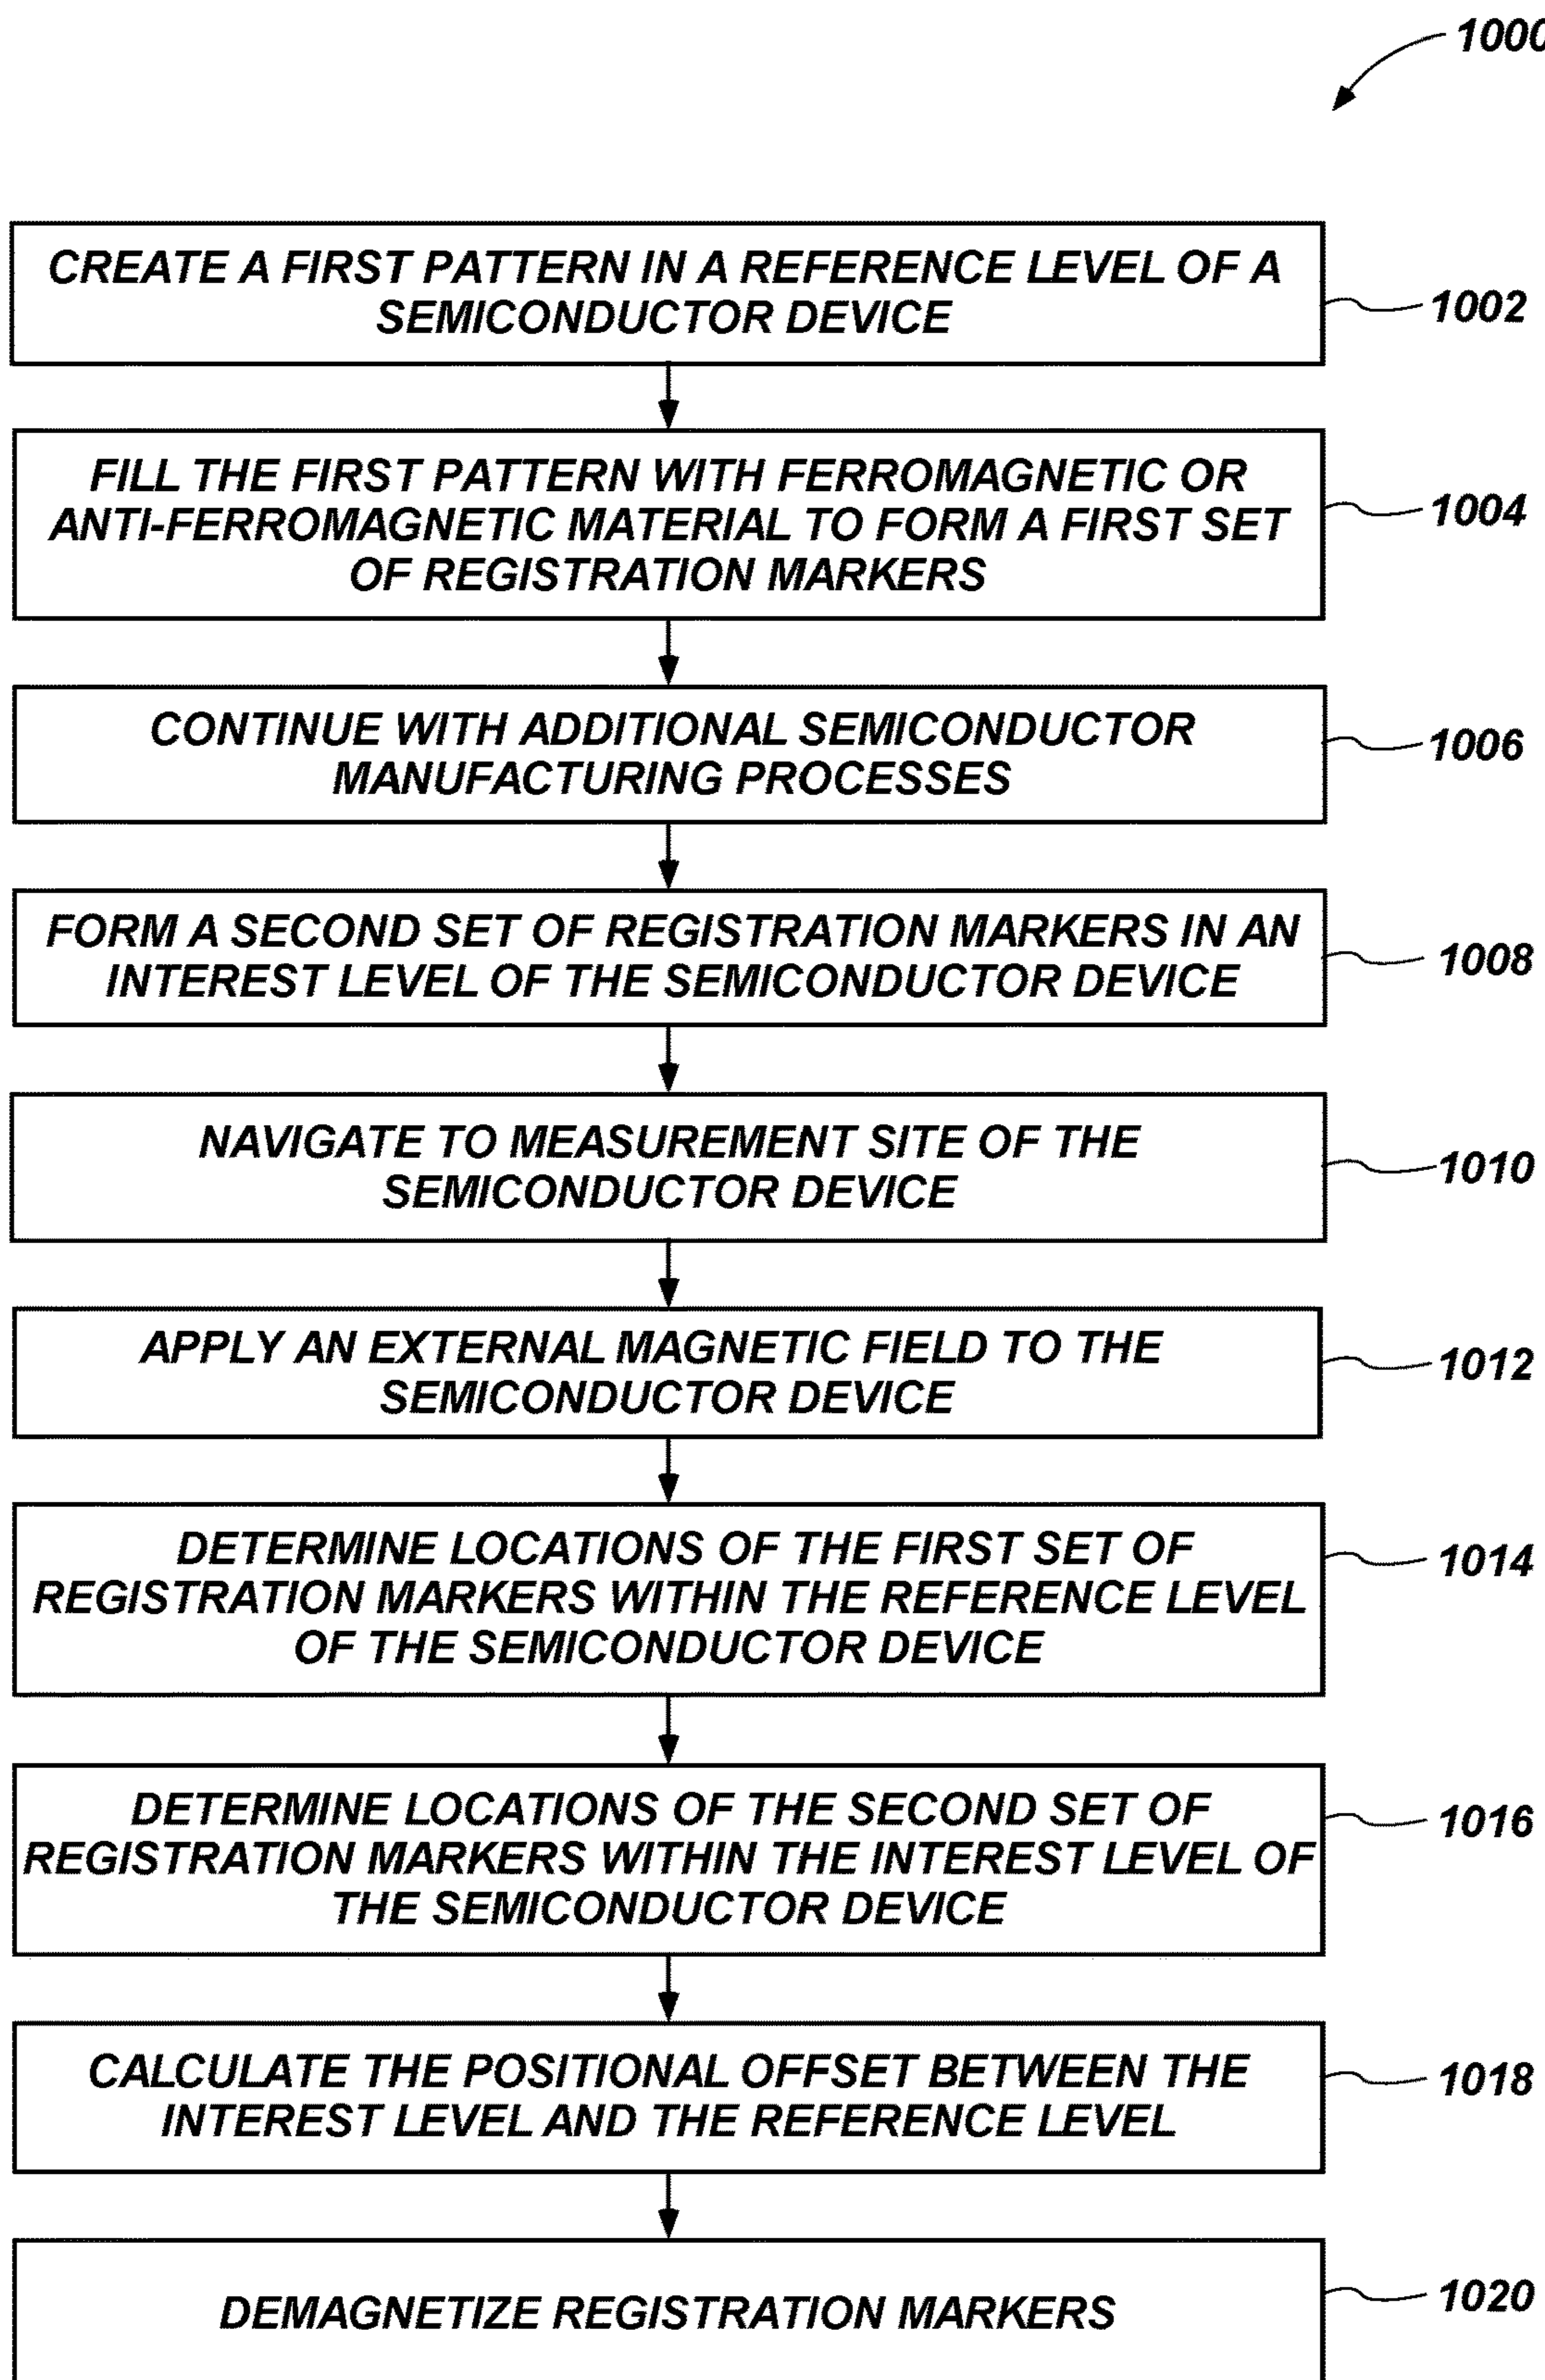 1000
CREATE A FIRST PATTERN IN A REFERENCE LEVEL OF A
SEMICONDUCTOR DEVICE
1002
FILL THE FIRST PATTERN WITH FERROMAGNETIC OR
ANTI-FERROMAGNETIC MATERIAL TO FORM A FIRST SET
OF REGISTRATION MARKERS
1004
CONTINUE WITH ADDITIONAL SEMICONDUCTOR
MANUFACTURING PROCESSES
1006
FORM A SECOND SET OF REGISTRATION MARKERS IN AN
INTEREST LEVEL OF THE SEMICONDUCTOR DEVICE
1008
NAVIGATE TO MEASUREMENT SITE OF THE
SEMICONDUCTOR DEVICE
1010
APPLY AN EXTERNAL MAGNETIC FIELD TO THE
SEMICONDUCTOR DEVICE
1012
DETERMINE LOCATIONS OF THE FIRST SET OF
REGISTRATION MARKERS WITHIN THE REFERENCE LEVEL
OF THE SEMICONDUCTOR DEVICE
1014
DETERMINE LOCATIONS OF THE SECOND SET OF
REGISTRATION MARKERS WITHIN THE INTEREST LEVEL OF
THE SEMICONDUCTOR DEVICE
1016
CALCULATE THE POSITIONAL OFFSET BETWEEN THE
INTEREST LEVEL AND THE REFERENCE LEVEL
1018
DEMAGNETIZE REGISTRATION MARKERS
1020